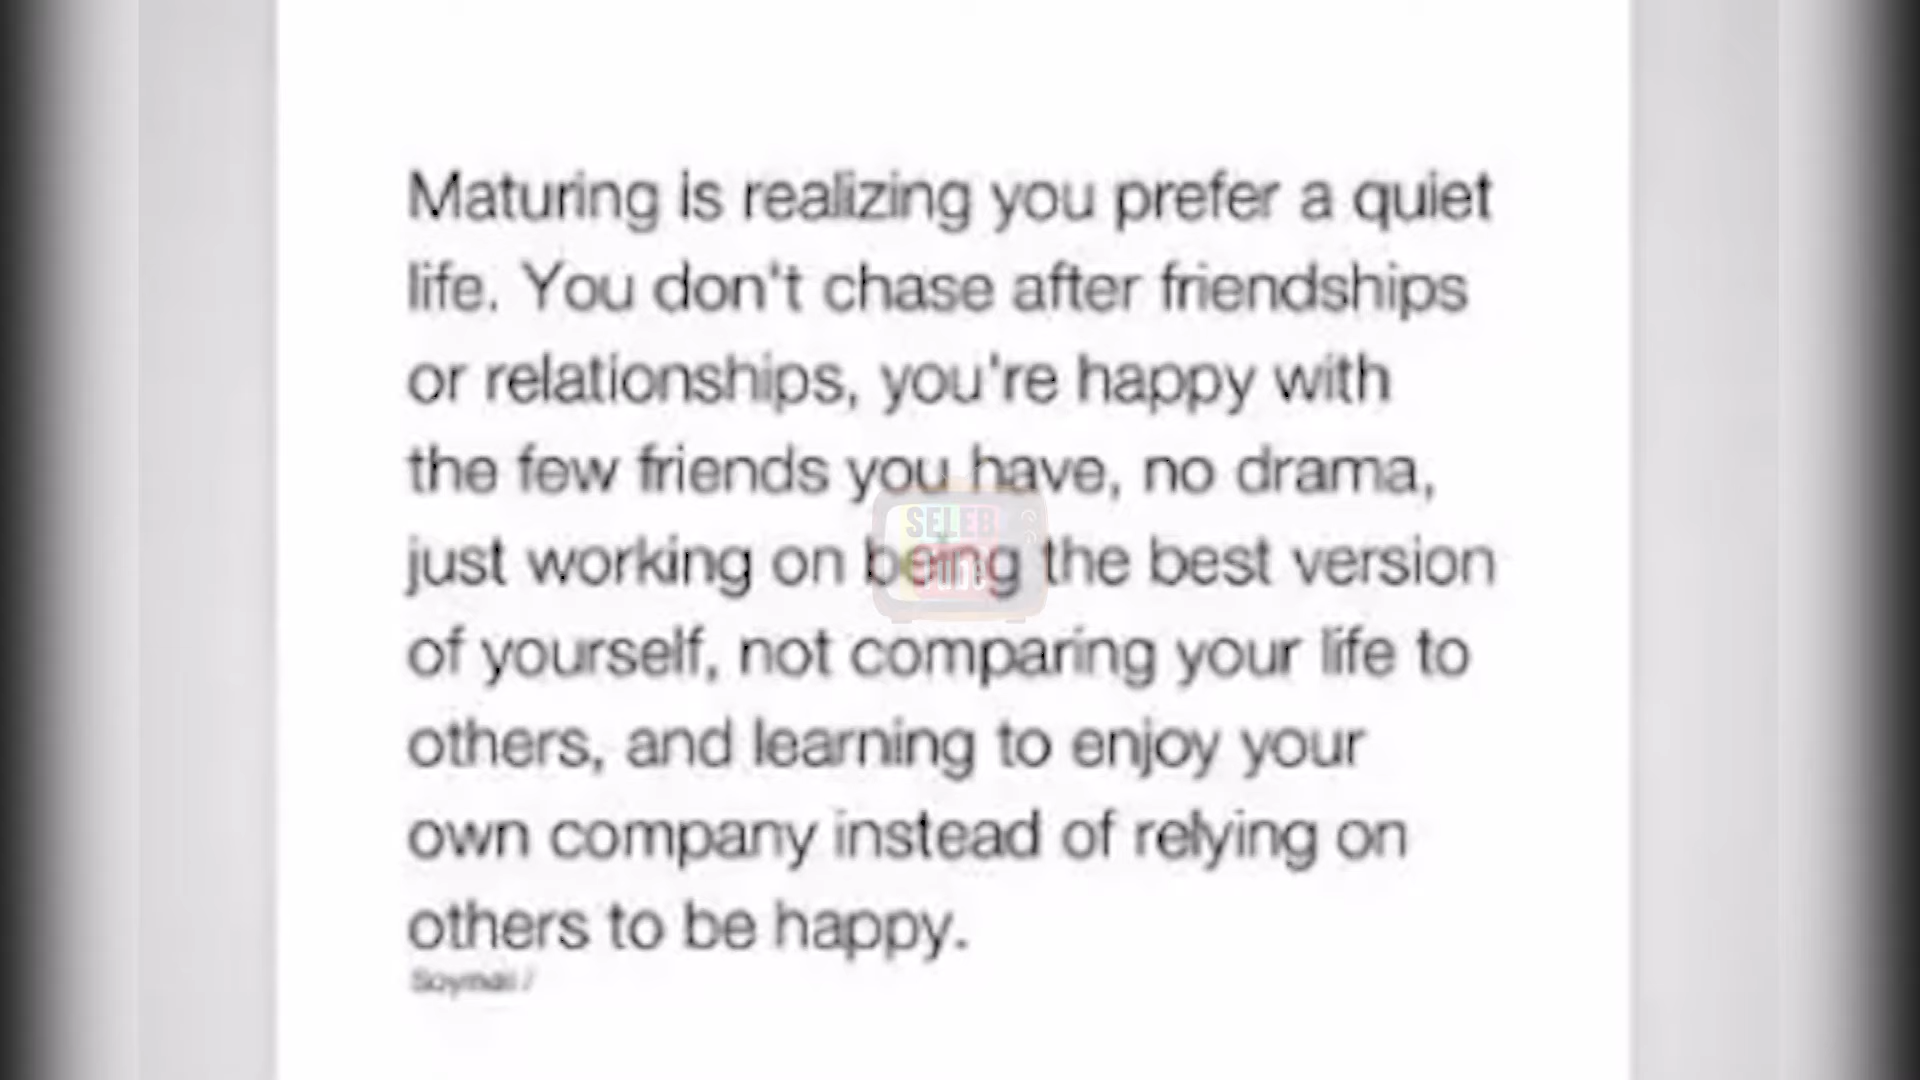 Maturing is realizing you prefer a quiet
life. You don't chase after friendships
or relationships, you're happy with
the few friends you have, no drama,
just working on being the best version
of yourself, not comparing your life to
others, and learning to enjoy your
own company instead of relying on
others to be happy.
SELEB